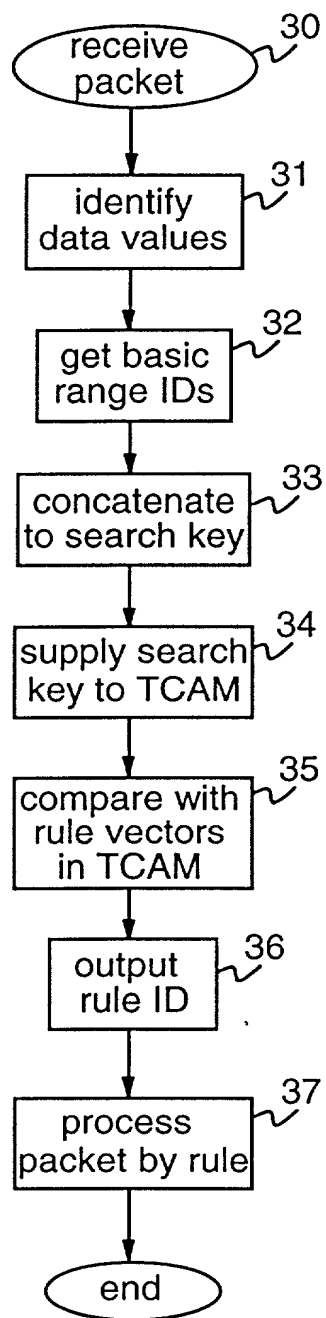 30
receive
packet
31
identify
data values
32
get basic
range IDs
33
concatenate
to search key
34
supply search
key to TCAM
35
compare with
rule vectors
in TCAM
36
output
rule ID
37
process
packet by rule
end